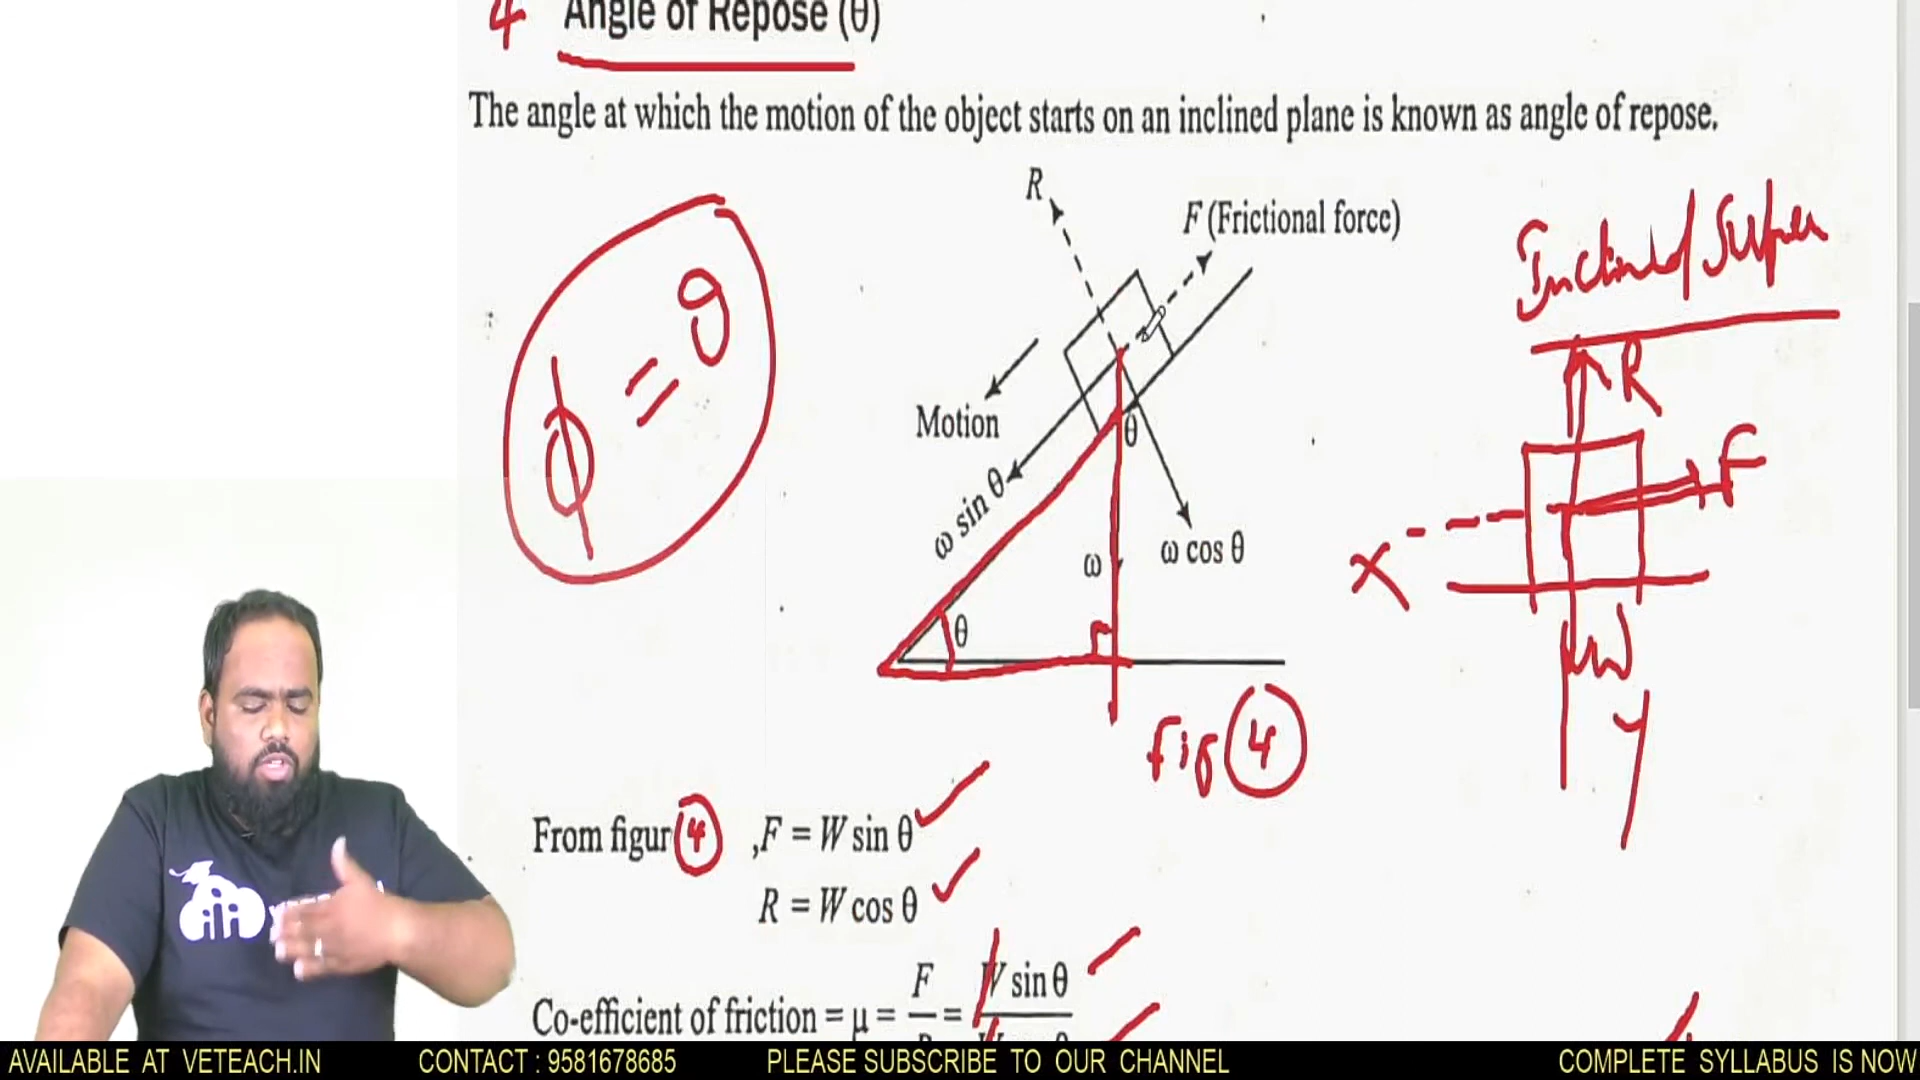 4 Angle of Repose (θ)
The angle at which the motion of the object starts on an inclined plane is known as angle of repose.
R
F (Frictional force)
Inclined
ϕ = θ
R
Motion
θ
F
ω sin θ
ω
ω cos θ
X
θ
W
y
fig 4
From figur 4 , F = W sin θ
R = W cos θ
Co-efficient of friction = μ = F = W sin θ
AVAILABLE AT VETEACH.IN CONTACT : 9581678685 PLEASE SUBSCRIBE TO OUR CHANNEL COMPLETE SYLLABUS IS NOW